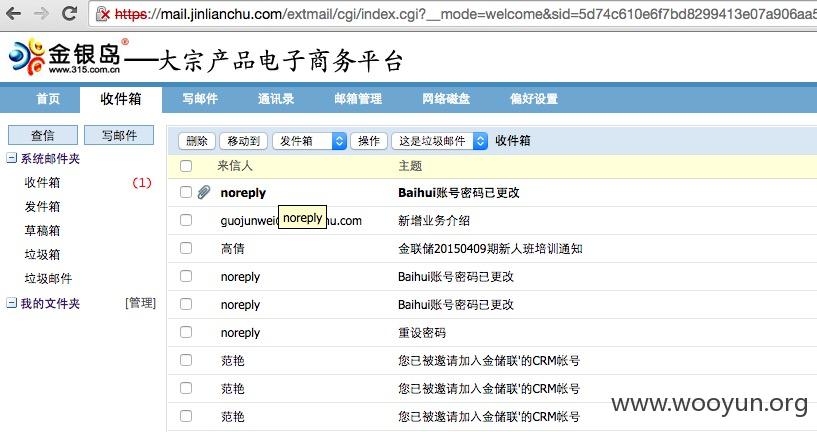 https://mail.jinlianchu.com/extmail/cgi/index.cgi?__mode=welcome&sid=5d74c610e6f7bd8299413e07a906aa5
金银岛®
www.315.com.cn
大宗产品电子商务平台
首页 收件箱 写邮件 通讯录 邮箱管理 网络磁盘 偏好设置
查信 写邮件
系统邮件夹
收件箱 (1)
发件箱
草稿箱
垃圾箱
垃圾邮件
我的文件夹 [管理]
删除 移动到 发件箱 操作 这是垃圾邮件 收件箱
来信人 主题
noreply Baihui账号密码已更改
noreply
guojunwei hu.com 新增业务介绍
高倩 金联储20150409期新人班培训通知
noreply Baihui账号密码已更改
noreply Baihui账号密码已更改
noreply 重设密码
范艳 您已被邀请加入金储联'的CRM帐号
范艳 您已被邀请加入金储联'的CRM帐号
范艳 您已被邀请加入金储联'的CRM帐号
www.wooyun.org